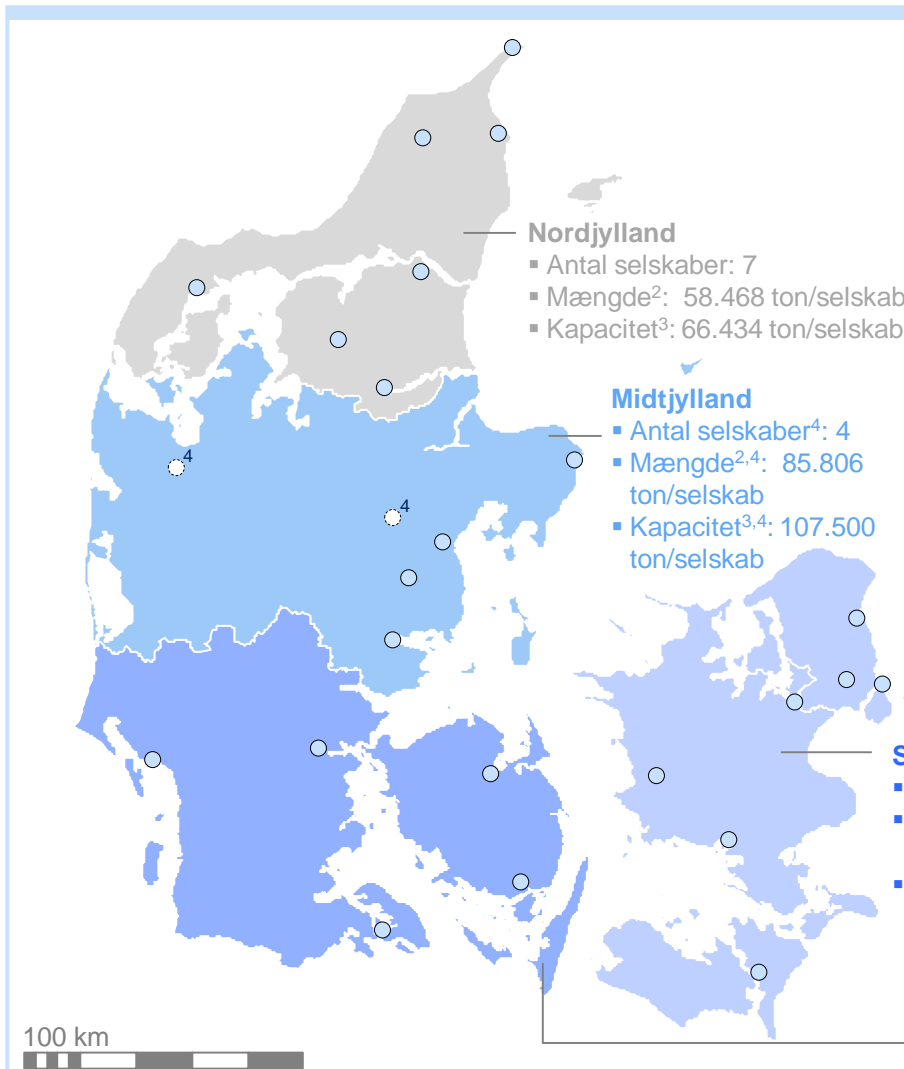 Nordjylland
▪ Antal selskaber: 7
▪ Mængde²: 58.468 ton/selskab
▪ Kapacitet³: 66.434 ton/selskab
Midtjylland
▪ Antal selskaber⁴: 4
▪ Mængde²,⁴: 85.806
ton/selskab
▪ Kapacitet³,⁴: 107.500
ton/selskab
4
4
S
▪
▪
▪
100 km